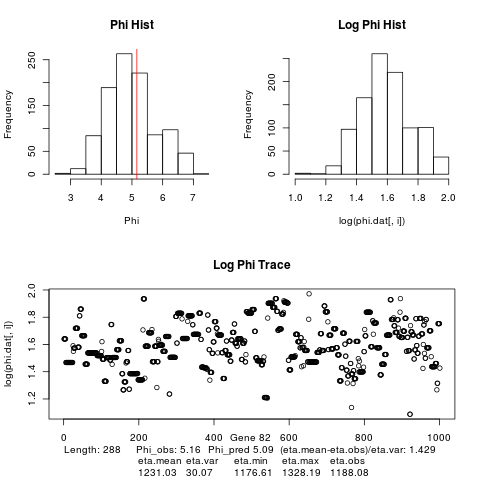 Phi Hist
Log Phi Hist
Frequency
0
50
150
250
3 4 5 6 7
Phi
Frequency
0
50
100
200
1.0 1.2 1.4 1.6 1.8 2.0
log(phi.dat[, i])
Log Phi Trace
log(phi.dat[, i])
1.2
1.4
1.6
1.8
2.0
0 200 400 600 800 1000
Gene 82
Length: 288 Phi_obs: 5.16 Phi_pred 5.09 (eta.mean-eta.obs)/eta.var: 1.429
eta.mean eta.var eta.min eta.max eta.obs
1231.03 30.07 1176.61 1328.19 1188.08